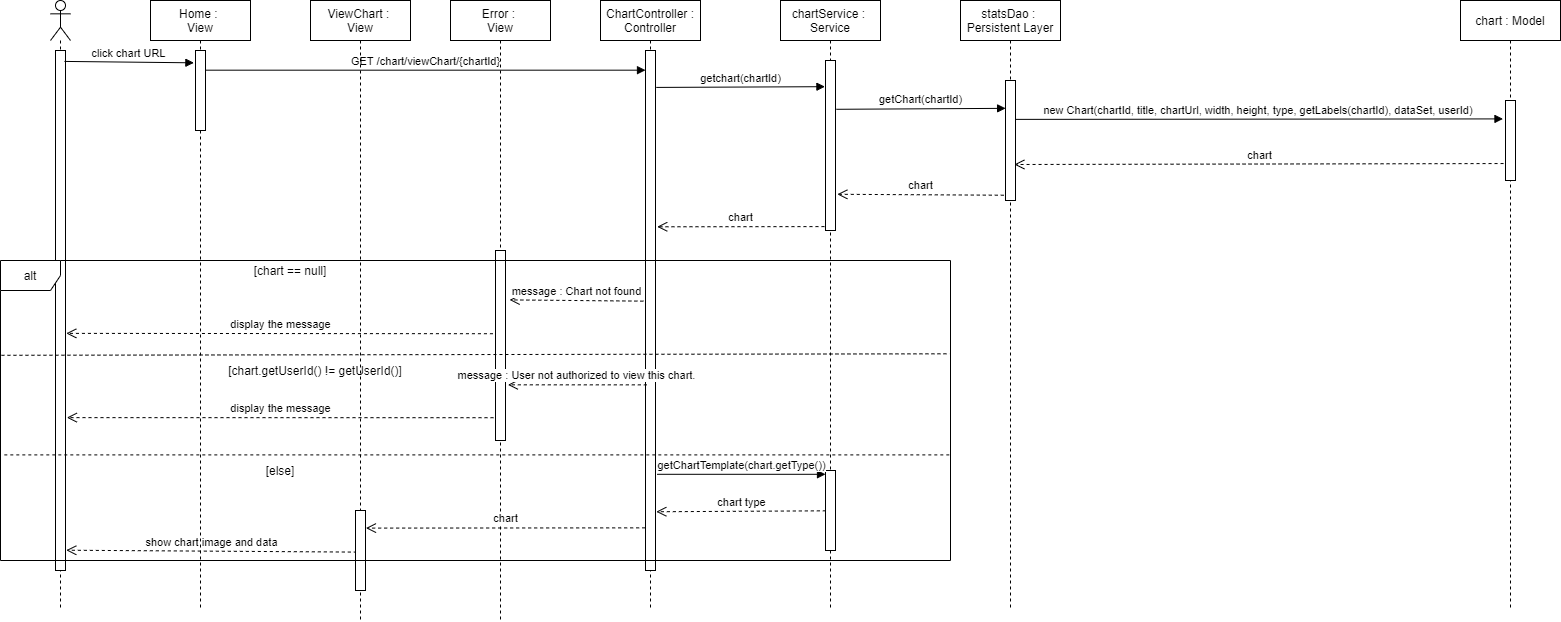 Home :
View
ViewChart :
View
Error :
View
ChartController :
Controller
chartService :
Service
statsDao :
Persistent Layer
chart : Model
click chart URL
GET /chart/viewChart/{chartId}
getchart(chartId)
getChart(chartId)
new Chart(chartId, title, chartUrl, width, height, type, getLabels(chartId), dataSet, userId)
chart
chart
chart
alt
[chart == null]
message : Chart not found
display the message
[chart.getUserId() != getUserId()]
message : User not authorized to view this chart.
display the message
[else]
getChartTemplate(chart.getType())
chart type
chart
show chart image and data